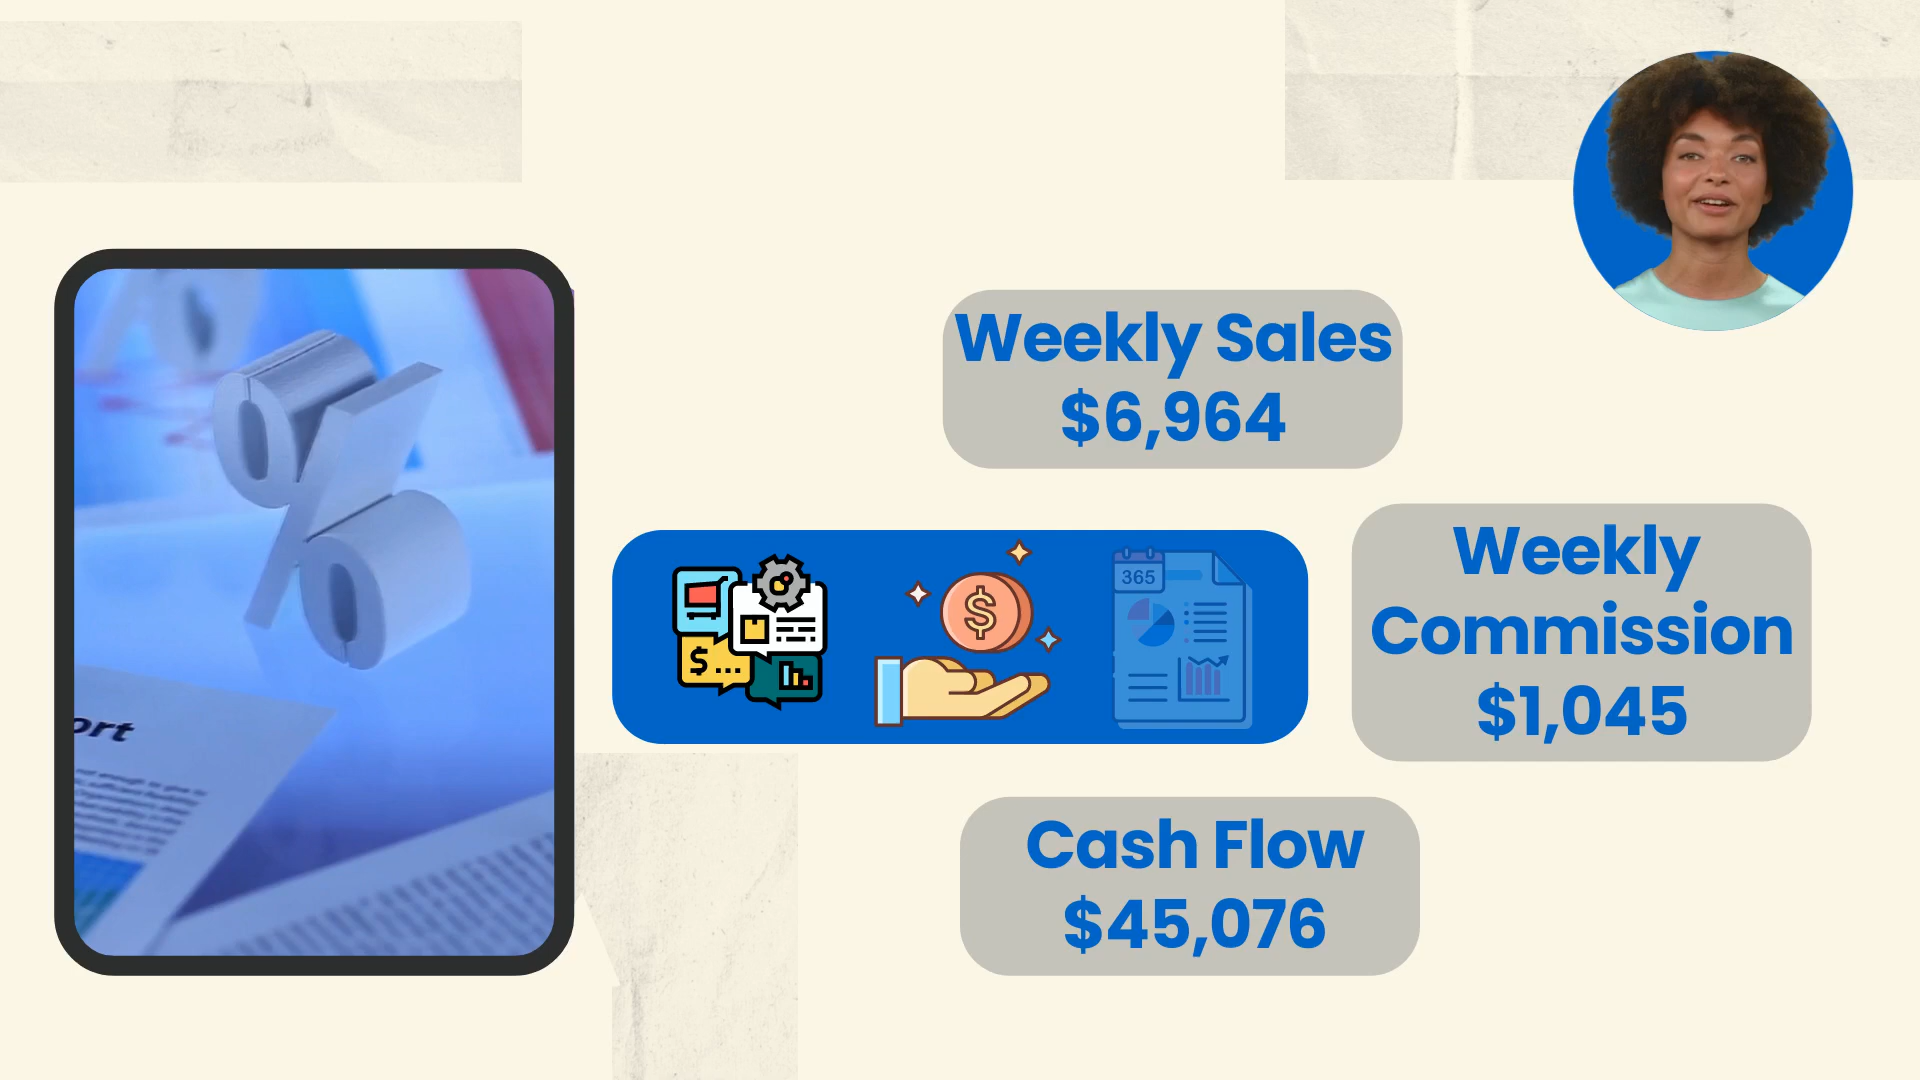 Weekly Sales
$6,964
365
$
$...
Weekly
Commission
$1,045
Cash Flow
$45,076
%
ort